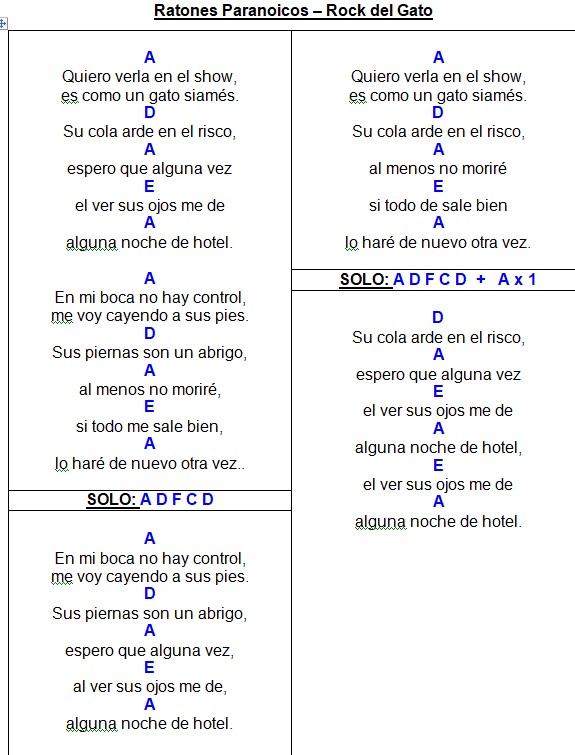 Ratones Paranoicos – Rock del Gato
A
Quiero verla en el show,
es como un gato siamés.
D
Su cola arde en el risco,
A
espero que alguna vez
E
el ver sus ojos me de
A
alguna noche de hotel.
A
En mi boca no hay control,
me voy cayendo a sus pies.
D
Sus piernas son un abrigo,
A
al menos no moriré,
E
si todo me sale bien,
A
lo haré de nuevo otra vez..
SOLO: A D F C D
A
En mi boca no hay control,
me voy cayendo a sus pies.
D
Sus piernas son un abrigo,
A
espero que alguna vez,
E
al ver sus ojos me de,
A
alguna noche de hotel.
A
Quiero verla en el show,
es como un gato siamés.
D
Su cola arde en el risco,
A
al menos no moriré
E
si todo de sale bien
A
lo haré de nuevo otra vez.
SOLO: A D F C D + A x 1
D
Su cola arde en el risco,
A
espero que alguna vez
E
el ver sus ojos me de
A
alguna noche de hotel,
E
el ver sus ojos me de
A
alguna noche de hotel.